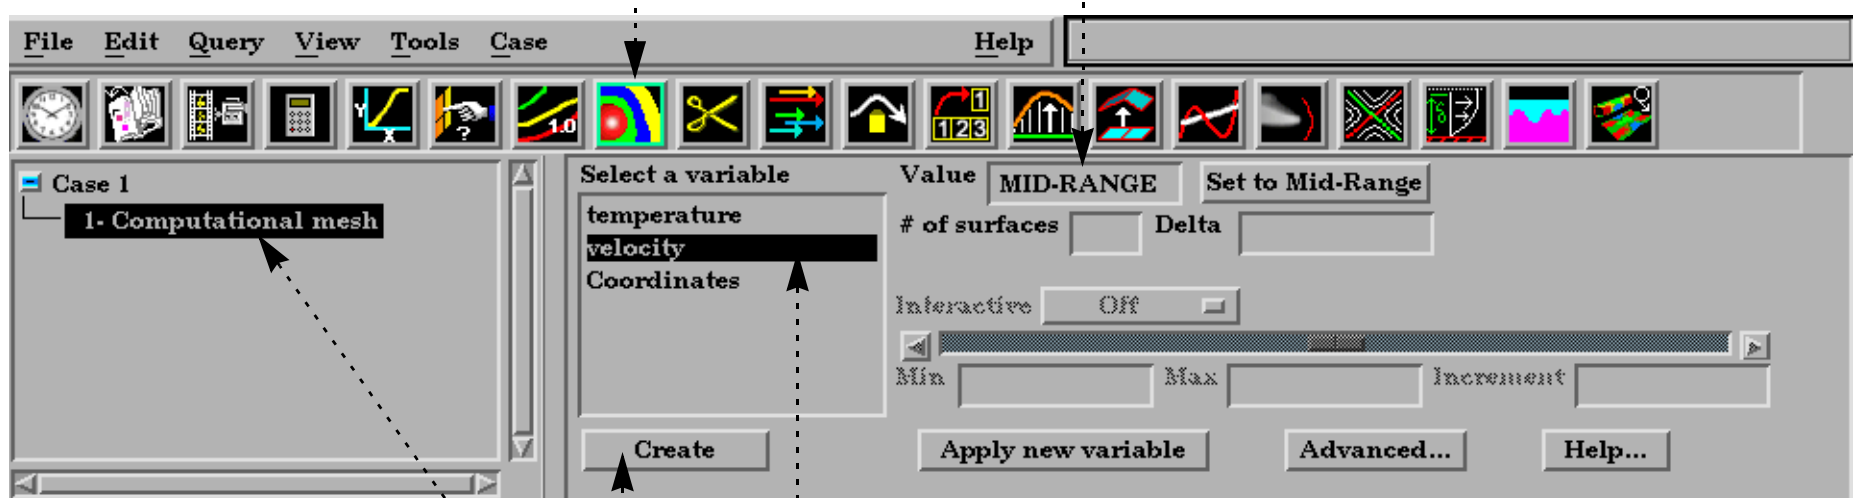 File Edit Query View Tools Case Help
Y X ? 1.0 1 1 2 3 δ
Case 1
1- Computational mesh
Select a variable
temperature
velocity
Coordinates
Create
Value MID-RANGE Set to Mid-Range
# of surfaces Delta
Interactive Off
Min Max Increment
Apply new variable Advanced... Help...